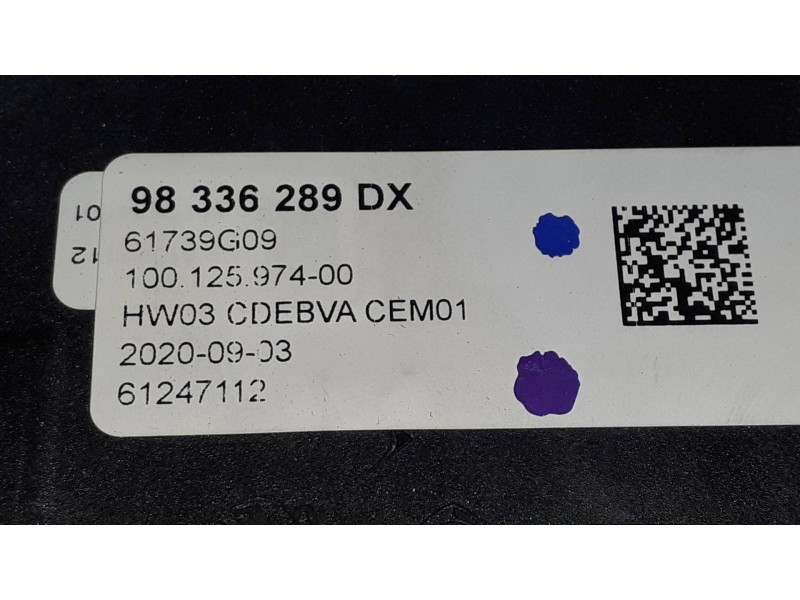 98 336 289 DX
61739G09
100.125.974-00
HW03 CDEBVA CEM01
2020-09-03
61247112